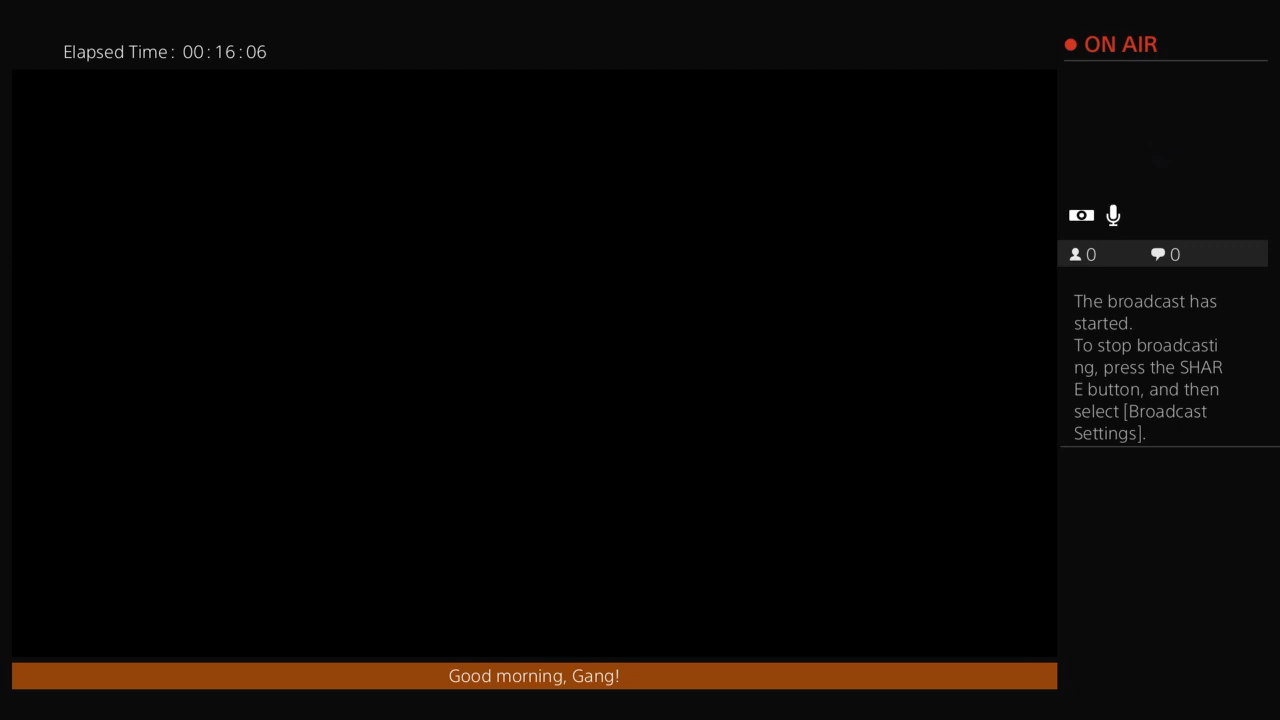 Elapsed Time: 00:16:06
ON AIR
0 0
The broadcast has
started.
To stop broadcasti
ng, press the SHAR
E button, and then
select [Broadcast
Settings].
Good morning, Gang!